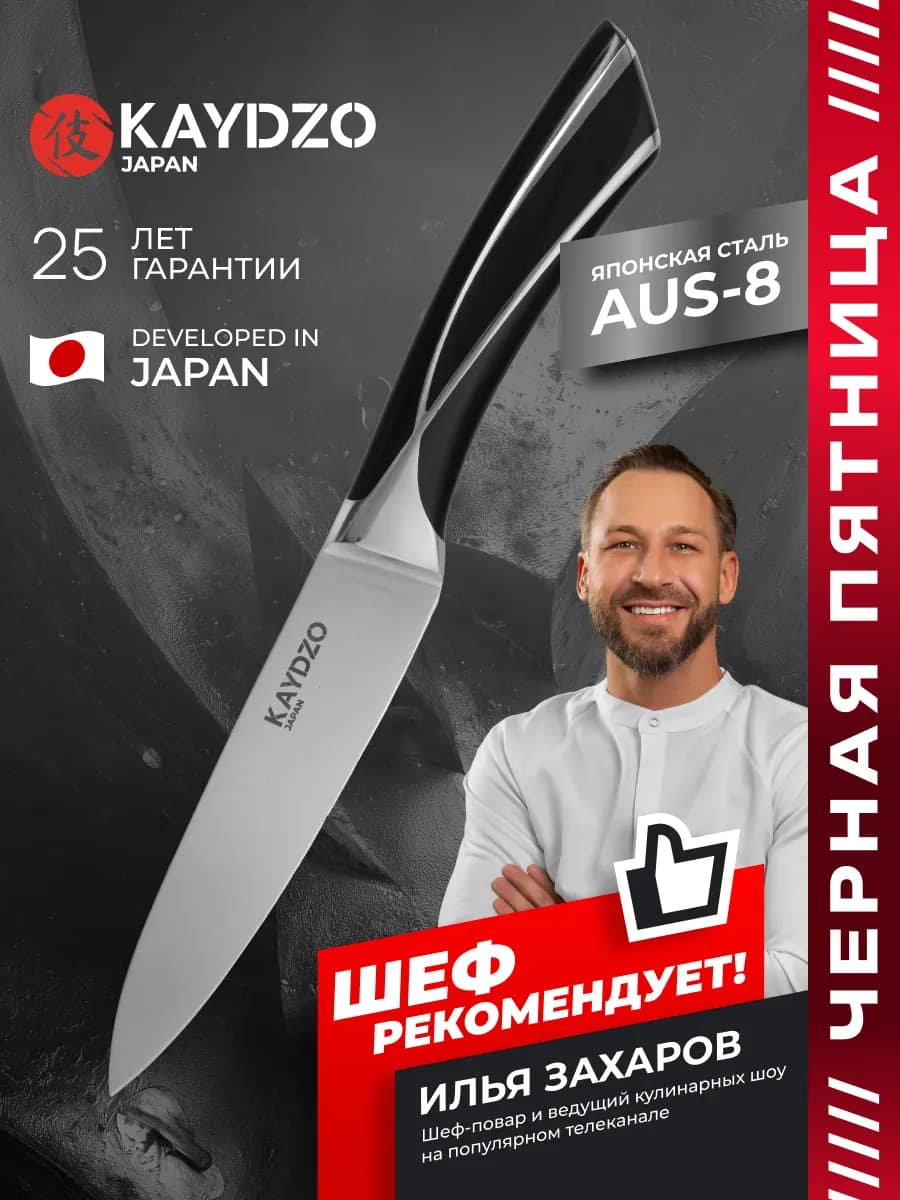 伎
KAYDZO
JAPAN
25
ЛЕТ
ГАРАНТИИ
DEVELOPED IN
JAPAN
ЯПОНСКАЯ СТАЛЬ
AUS-8
KAYDZO
JAPAN
ШЕФ
РЕКОМЕНДУЕТ!
ИЛЬЯ ЗАХАРОВ
Шеф-повар и ведущий кулинарных шоу
на популярном телеканале
///// ЧЕРНАЯ ПЯТНИЦА /////